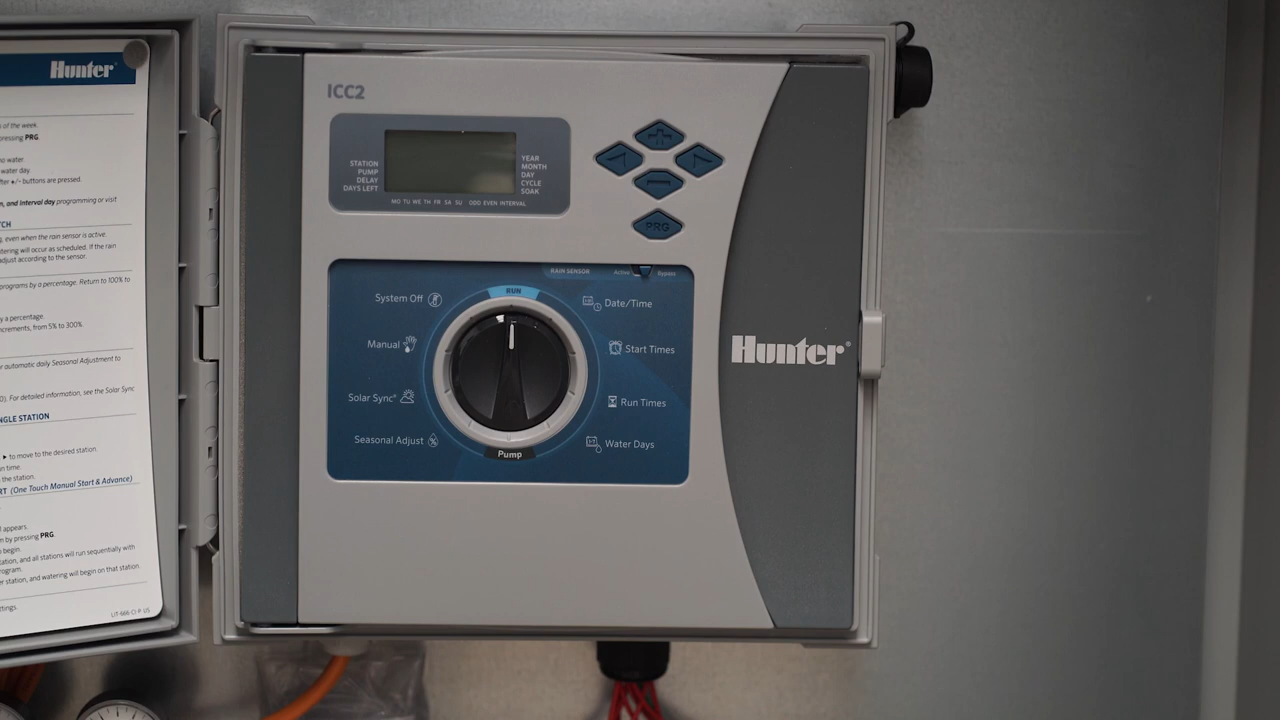 Hunter®
s of the week.
pressing PRG.
no water.
water day.
fter +/− buttons are pressed.
n, and Interval day programming or visit
TCH
g, even when the rain sensor is active.
tering will occur as scheduled. If the rain
adjust according to the sensor.
programs by a percentage. Return to 100% to
y a percentage.
ncrements, from 5% to 300%.
r automatic daily Seasonal Adjustment to
0). For detailed information, see the Solar Sync
NGLE STATION
▶ to move to the desired station.
n time.
the station.
RT (One Touch Manual Start & Advance)
l appears.
m by pressing PRG.
begin.
tation, and all stations will run sequentially with
rogram.
er station, and watering will begin on that station
ttings.
LIT-666-CI-P US
ICC2
STATION
PUMP
DELAY
DAYS LEFT
YEAR
MONTH
DAY
CYCLE
SOAK
MO TU WE TH FR SA SU ODD EVEN INTERVAL
PRG
RAIN SENSOR Active Bypass
RUN
System Off
Manual
Solar Sync®
Seasonal Adjust
Date/Time
Start Times
Run Times
Water Days
Pump
Hunter®